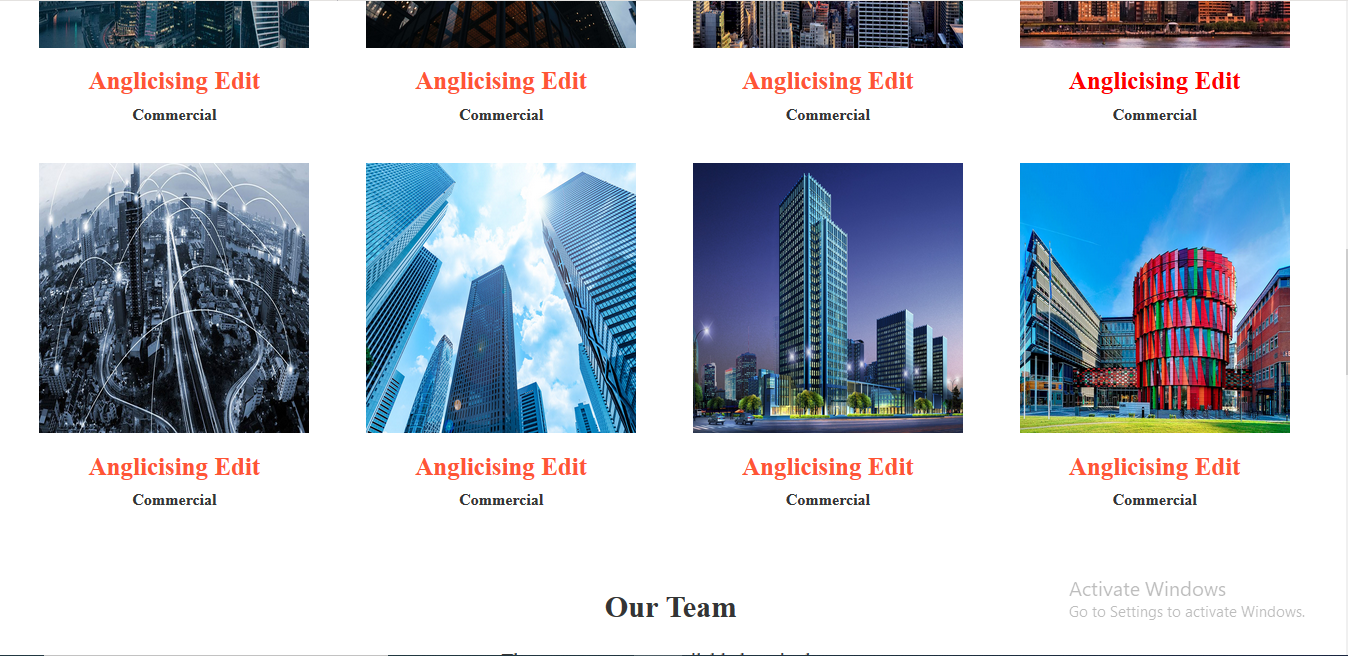 Anglicising Edit
Anglicising Edit
Anglicising Edit
Anglicising Edit
Commercial
Commercial
Commercial
Commercial
Anglicising Edit
Anglicising Edit
Anglicising Edit
Anglicising Edit
Commercial
Commercial
Commercial
Commercial
Our Team
Activate Windows
Go to Settings to activate Windows.